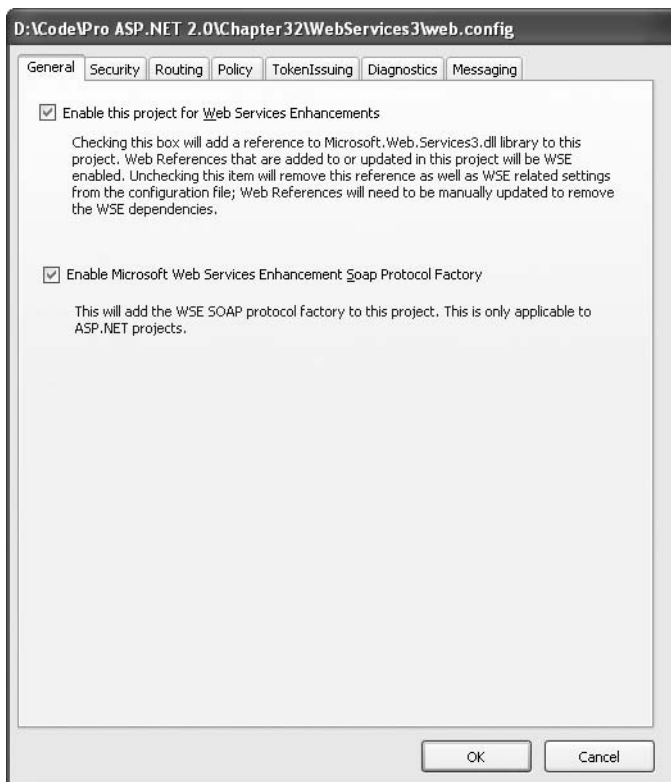 D:\Code\Pro ASP.NET 2.0\Chapter32\WebServices3\web.config
General Security Routing Policy TokenIssuing Diagnostics Messaging
Enable this project for Web Services Enhancements
Checking this box will add a reference to Microsoft.Web.Services3.dll library to this
project. Web References that are added to or updated in this project will be WSE
enabled. Unchecking this item will remove this reference as well as WSE related settings
from the configuration file; Web References will need to be manually updated to remove
the WSE dependencies.
Enable Microsoft Web Services Enhancement Soap Protocol Factory
This will add the WSE SOAP protocol factory to this project. This is only applicable to
ASP.NET projects.
OK Cancel